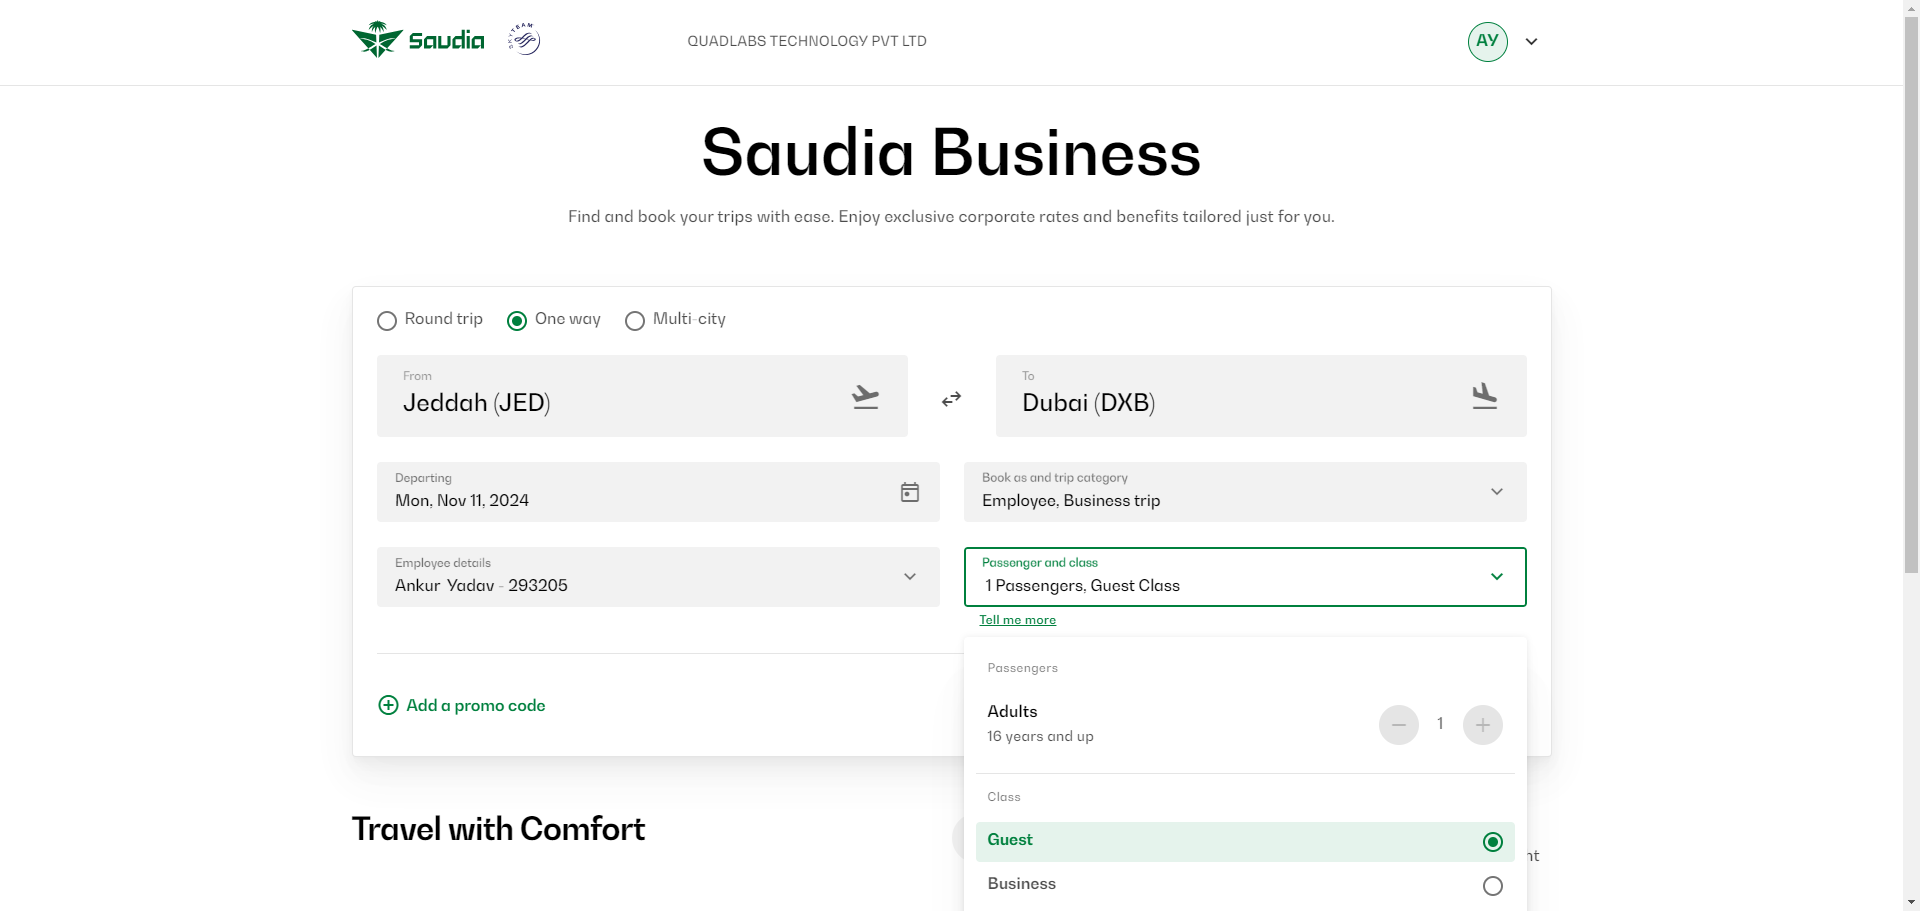 Saudia
SKYTEAM
QUADLABS TECHNOLOGY PVT LTD
AY
Saudia Business
Find and book your trips with ease. Enjoy exclusive corporate rates and benefits tailored just for you.
Round trip
One way
Multi-city
From
Jeddah (JED)
To
Dubai (DXB)
Departing
Mon, Nov 11, 2024
Book as and trip category
Employee, Business trip
Employee details
Ankur Yadav - 293205
Passenger and class
1 Passengers, Guest Class
Tell me more
Add a promo code
Passengers
Adults
16 years and up
1
Class
Guest
Business
Travel with Comfort
nt